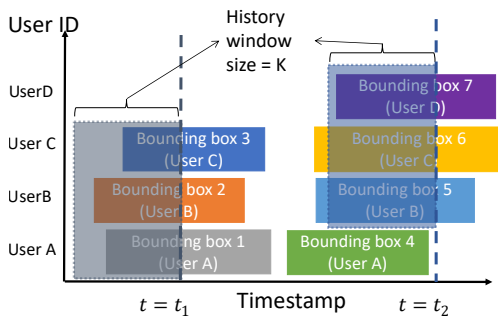 User ID
History
window
size = K
UserD
Bounding box 7
(User D)
User C
Bounding box 3
(User C)
Bounding box 6
(User C)
UserB
Bounding box 2
(User B)
Bounding box 5
(User B)
User A
Bounding box 1
(User A)
Bounding box 4
(User A)
t = t₁
Timestamp
t = t₂